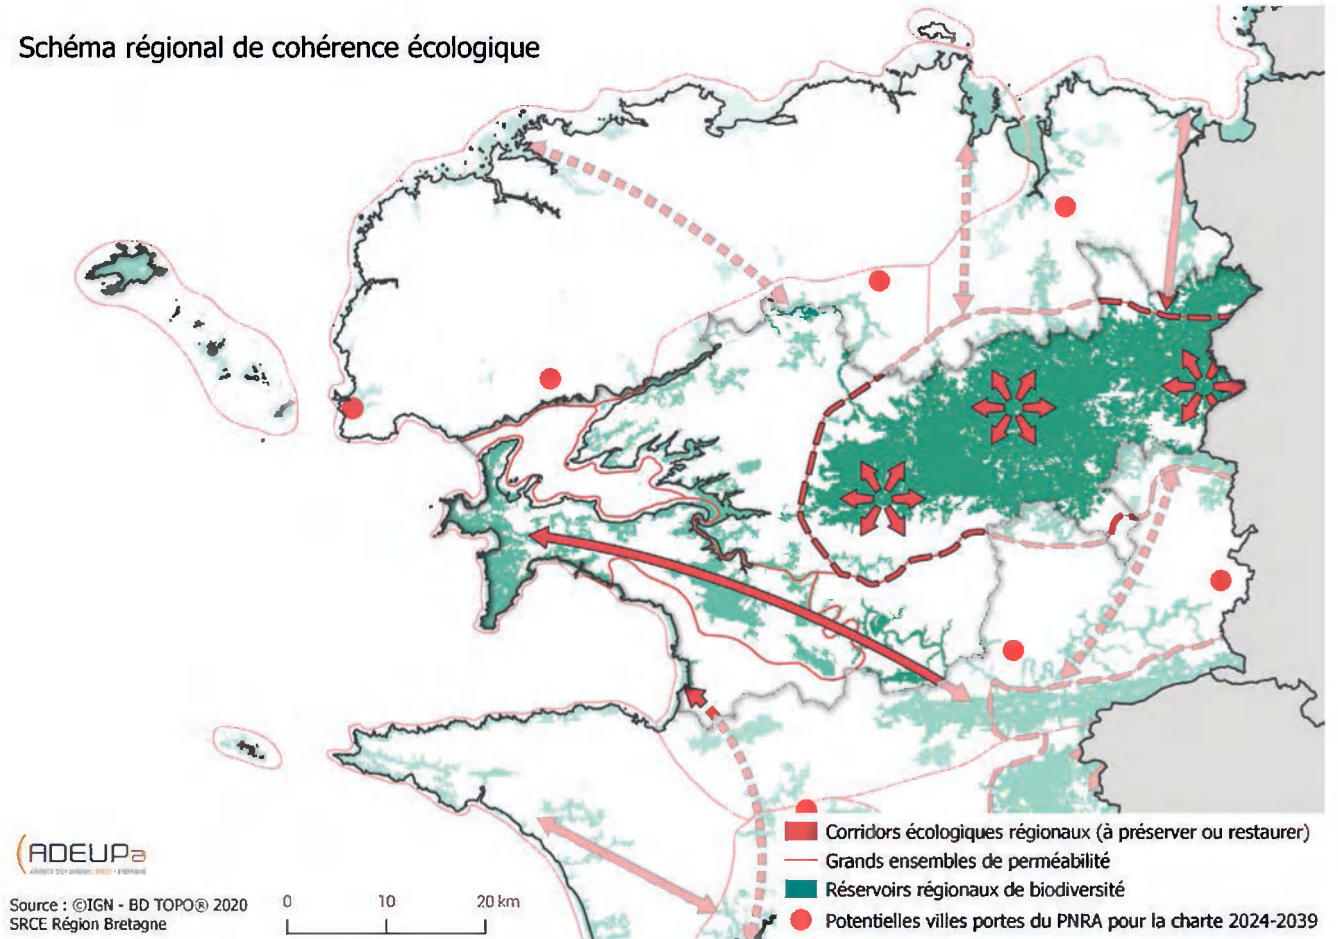 Schéma régional de cohérence écologique
Corridors écologiques régionaux (à préserver ou restaurer)
Grands ensembles de perméabilité
Réservoirs régionaux de biodiversité
Potentielles villes portes du PNRA pour la charte 2024-2039
ADEUPa
Source : ©IGN - BD TOPO® 2020
SRCE Région Bretagne
0 10 20 km